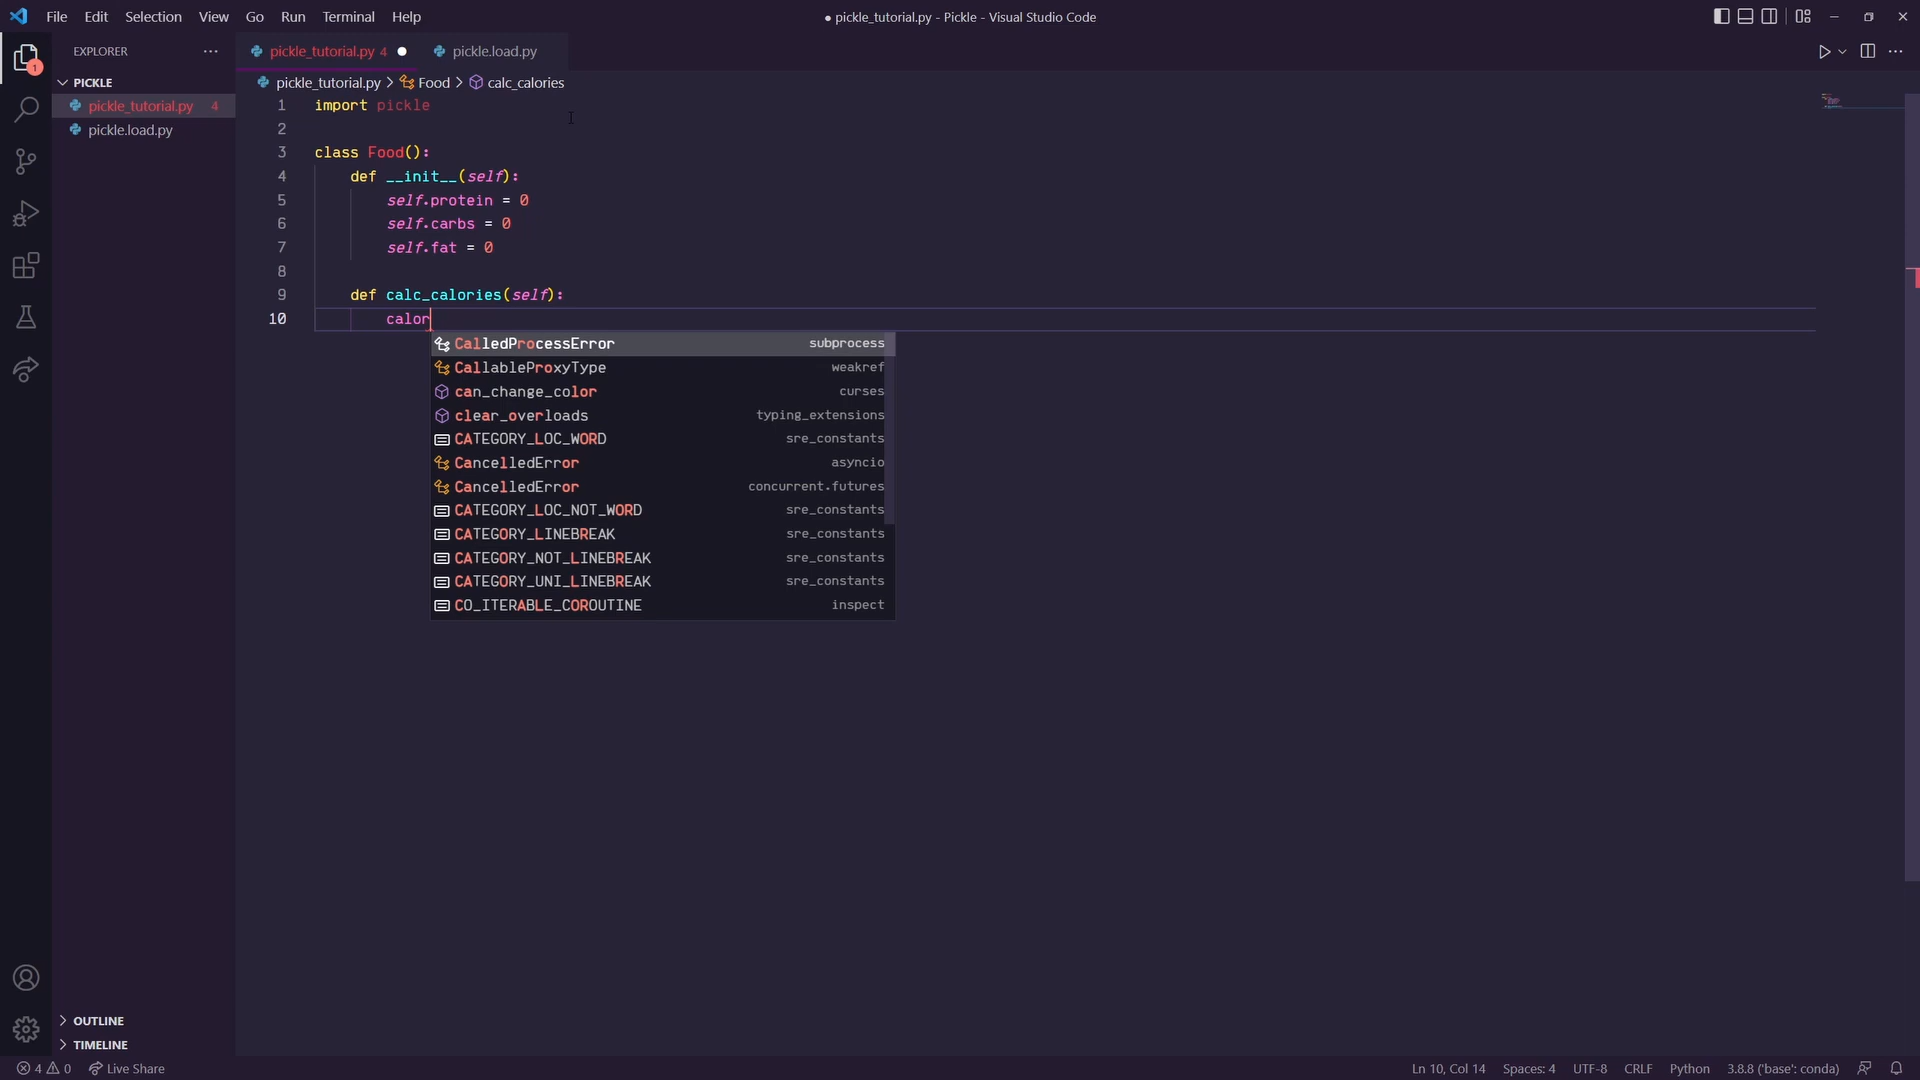 File Edit Selection View Go Run Terminal Help
● pickle_tutorial.py - Pickle - Visual Studio Code
EXPLORER
pickle_tutorial.py 4 ●
pickle.load.py
1
PICKLE
pickle_tutorial.py > Food > calc_calories
pickle_tutorial.py 4
pickle.load.py
1 import pickle
2
3 class Food():
4 def __init__(self):
5 self.protein = 0
6 self.carbs = 0
7 self.fat = 0
8
9 def calc_calories(self):
10 calor
CalledProcessError subprocess
CallableProxyType weakref
can_change_color curses
clear_overloads typing_extensions
CATEGORY_LOC_WORD sre_constants
CancelledError asyncio
CancelledError concurrent.futures
CATEGORY_LOC_NOT_WORD sre_constants
CATEGORY_LINEBREAK sre_constants
CATEGORY_NOT_LINEBREAK sre_constants
CATEGORY_UNI_LINEBREAK sre_constants
CO_ITERABLE_COROUTINE inspect
OUTLINE
TIMELINE
4 0 Live Share
Ln 10, Col 14 Spaces: 4 UTF-8 CRLF Python 3.8.8 ('base': conda)